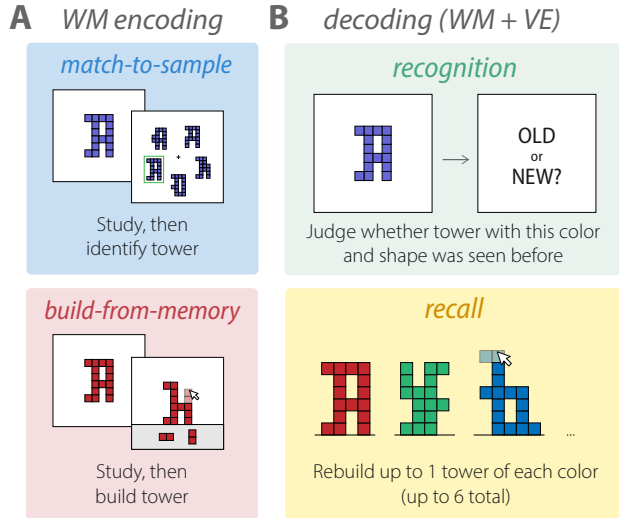 A WM encoding
match-to-sample
Study, then
identify tower
build-from-memory
Study, then
build tower
B decoding (WM + VE)
recognition
OLD
or
NEW?
Judge whether tower with this color
and shape was seen before
recall
...
Rebuild up to 1 tower of each color
(up to 6 total)